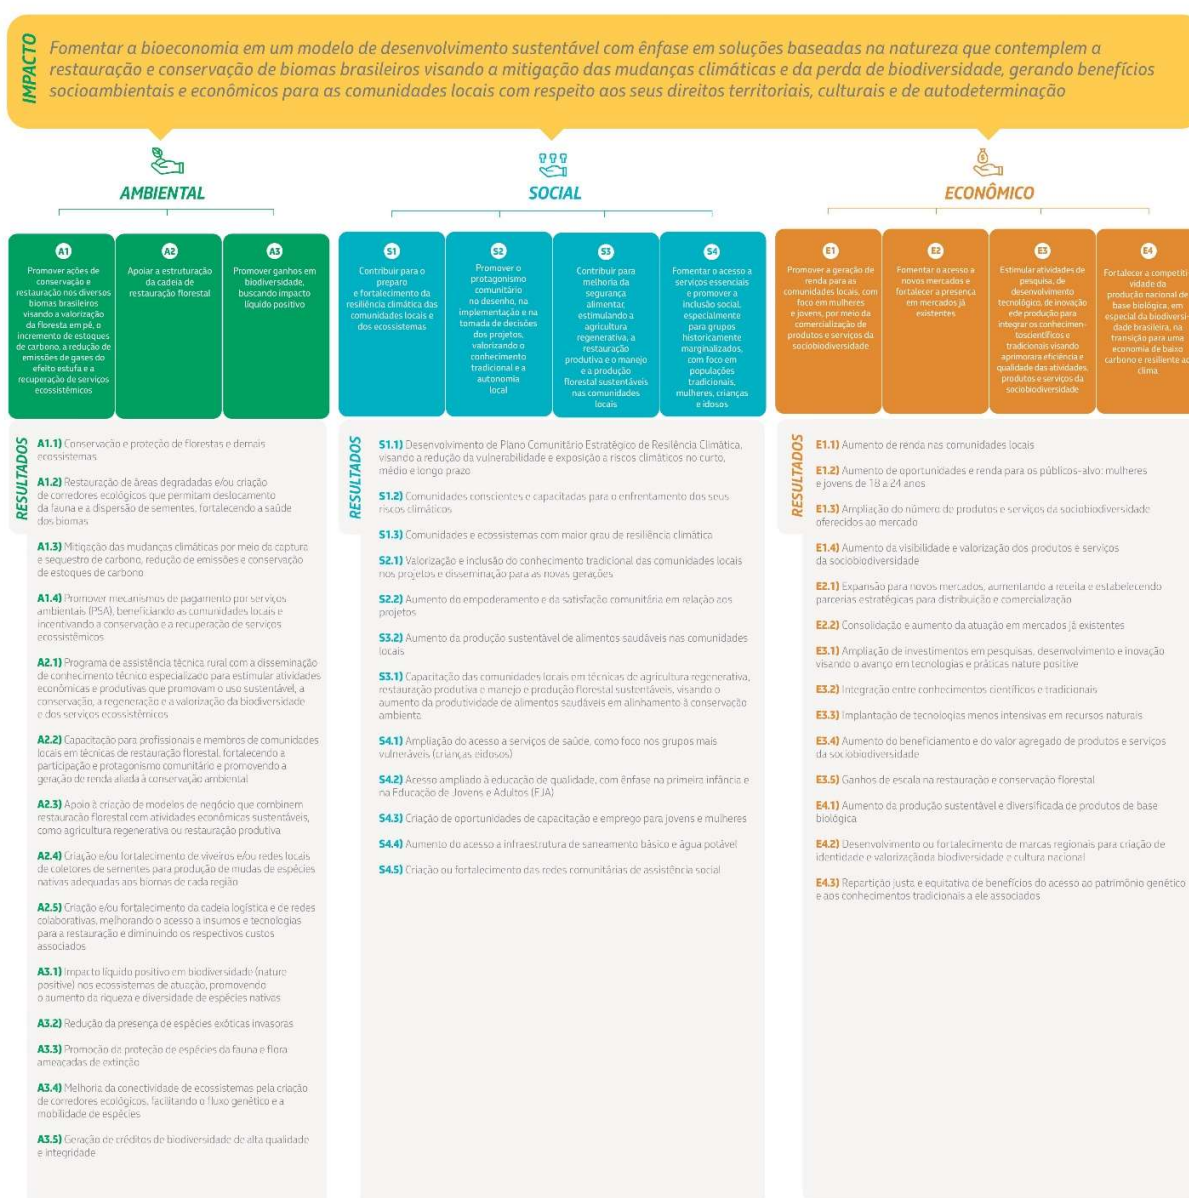 IMPACTO
Fomentar a bioeconomia em um modelo de desenvolvimento sustentável com ênfase em soluções baseadas na natureza que contemplem a
restauração e conservação de biomas brasileiros visando a mitigação das mudanças climáticas e da perda de biodiversidade, gerando benefícios
socioambientais e econômicos para as comunidades locais com respeito aos seus direitos territoriais, culturais e de autodeterminação
AMBIENTAL
A1
Promover ações de
conservação e
restauração nos diversos
biomas brasileiros
visando a valorização
da floresta em pé, o
incremento de estoques
de carbono, a redução de
emissões de gases do
efeito estufa e a
recuperação de serviços
ecossistêmicos
A2
Apoiar a estruturação
da cadeia de
restauração florestal
A3
Promover ganhos em
biodiversidade,
buscando impacto
líquido positivo
RESULTADOS
A1.1) Conservação e proteção de florestas e demais
ecossistemas
A1.2) Restauração de áreas degradadas e/ou criação
de corredores ecológicos que permitam deslocamento
da fauna e a dispersão de sementes, fortalecendo a saúde
dos biomas
A1.3) Mitigação das mudanças climáticas por meio da captura
e sequestro de carbono, redução de emissões e conservação
de estoques de carbono
A1.4) Promover mecanismos de pagamento por serviços
ambientais (PSA), beneficiando as comunidades locais e
incentivando a conservação e a recuperação de serviços
ecossistêmicos
A2.1) Programa de assistência técnica rural com a disseminação
de conhecimento técnico especializado para estimular atividades
econômicas e produtivas que promovam o uso sustentável, a
conservação, a regeneração e a valorização da biodiversidade
e dos serviços ecossistêmicos
A2.2) Capacitação para profissionais e membros de comunidades
locais em técnicas de restauração florestal, fortalecendo a
participação e protagonismo comunitário e promovendo a
geração de renda aliada à conservação ambiental
A2.3) Apoio à criação de modelos de negócio que combinem
restauração florestal com atividades econômicas sustentáveis,
como agricultura regenerativa ou restauração produtiva
A2.4) Criação e/ou fortalecimento de viveiros e/ou redes locais
de coletores de sementes para produção de mudas de espécies
nativas adequadas aos biomas de cada região
A2.5) Criação e/ou fortalecimento da cadeia logística e de redes
colaborativas, melhorando o acesso a insumos e tecnologias
para a restauração e diminuindo os respectivos custos
associados
A3.1) Impacto líquido positivo em biodiversidade (nature
positive) nos ecossistemas de atuação, promovendo
o aumento da riqueza e diversidade de espécies nativas
A3.2) Redução da presença de espécies exóticas invasoras
A3.3) Promoção da proteção de espécies da fauna e flora
ameaçadas de extinção
A3.4) Melhoria da conectividade de ecossistemas pela criação
de corredores ecológicos, facilitando o fluxo genético e a
mobilidade de espécies
A3.5) Geração de créditos de biodiversidade de alta qualidade
e integridade
SOCIAL
S1
Contribuir para o
preparo
e fortalecimento da
resiliência climática das
comunidades locais e
dos ecossistemas
S2
Promover o
protagonismo
comunitário
no desenho, na
implementação e na
tomada de decisões
dos projetos,
valorizando o
conhecimento
tradicional e a
autonomia
local
S3
Contribuir para
melhoria da
segurança
alimentar,
estimulando a
agricultura
regenerativa, a
restauração
produtiva e o manejo
e a produção
florestal sustentáveis
nas comunidades
locais
S4
Fomentar o acesso a
serviços essenciais
e promover a
inclusão social,
especialmente
para grupos
historicamente
marginalizados,
com foco em
populações
tradicionais,
mulheres, crianças
e idosos
RESULTADOS
S1.1) Desenvolvimento de Plano Comunitário Estratégico de Resilência Climática,
visando a redução da vulnerabilidade e exposição a riscos climáticos no curto,
médio e longo prazo
S1.2) Comunidades conscientes e capacitadas para o enfrentamento dos seus
riscos climáticos
S1.3) Comunidades e ecossistemas com maior grau de resiliência climática
S2.1) Valorização e inclusão do conhecimento tradicional das comunidades locais
nos projetos e disseminação para as novas gerações
S2.2) Aumento do empoderamento e da satisfação comunitária em relação aos
projetos
S3.2) Aumento da produção sustentável de alimentos saudáveis nas comunidades
locais
S3.1) Capacitação das comunidades locais em técnicas de agricultura regenerativa,
restauração produtiva e manejo e produção florestal sustentáveis, visando o
aumento da produtividade de alimentos saudáveis em alinhamento à conservação
ambienta
S4.1) Ampliação do acesso a serviços de saúde, como foco nos grupos mais
vulneráveis (crianças eidosos)
S4.2) Acesso ampliado à educação de qualidade, com ênfase na primeira infância e
na Educação de Jovens e Adultos (EJA)
S4.3) Criação de oportunidades de capacitação e emprego para jovens e mulheres
S4.4) Aumento do acesso a infraestrutura de saneamento básico e água potável
S4.5) Criação ou fortalecimento das redes comunitárias de assistência social
ECONÔMICO
E1
Promover a geração de
renda para as
comunidades locais, com
foco em mulheres
e jovens, por meio da
comercialização de
produtos e serviços da
sociobiodiversidade
E2
Fomentar o acesso a
novos mercados e
fortalecer a presença
em mercados já
existentes
E3
Estimular atividades de
pesquisa, de
desenvolvimento
tecnológico, de inovação
ede produção para
integrar os conhecimen-
toscientíficos e
tradicionais visando
aprimorara eficiência e
qualidade das atividades,
produtos e serviços da
sociobiodiversidade
E4
Fortalecer a competiti-
vidade da
produção nacional de
base biológica, em
especial da biodiversi-
dade brasileira, na
transição para uma
economia de baixo
carbono e resiliente ao
clima
RESULTADOS
E1.1) Aumento de renda nas comunidades locais
E1.2) Aumento de oportunidades e renda para os públicos-alvo: mulheres
e jovens de 18 a 24 anos
E1.3) Ampliação do número de produtos e serviços da sociobiodiversidade
oferecidos ao mercado
E1.4) Aumento da visibilidade e valorização dos produtos e serviços
da sociobiodiversidade
E2.1) Expansão para novos mercados, aumentando a receita e estabelecendo
parcerias estratégicas para distribuição e comercialização
E2.2) Consolidação e aumento da atuação em mercados já existentes
E3.1) Ampliação de investimentos em pesquisas, desenvolvimento e inovação
visando o avanço em tecnologias e práticas nature positive
E3.2) Integração entre conhecimentos científicos e tradicionais
E3.3) Implantação de tecnologias menos intensivas em recursos naturais
E3.4) Aumento do beneficiamento e do valor agregado de produtos e serviços
da sociobiodiversidade
E3.5) Ganhos de escala na restauração e conservação florestal
E4.1) Aumento da produção sustentável e diversificada de produtos de base
biológica
E4.2) Desenvolvimento ou fortalecimento de marcas regionais para criação de
identidade e valorizaçãoda biodiversidade e cultura nacional
E4.3) Repartição justa e equitativa de benefícios do acesso ao patrimônio genético
e aos conhecimentos tradicionais a ele associados